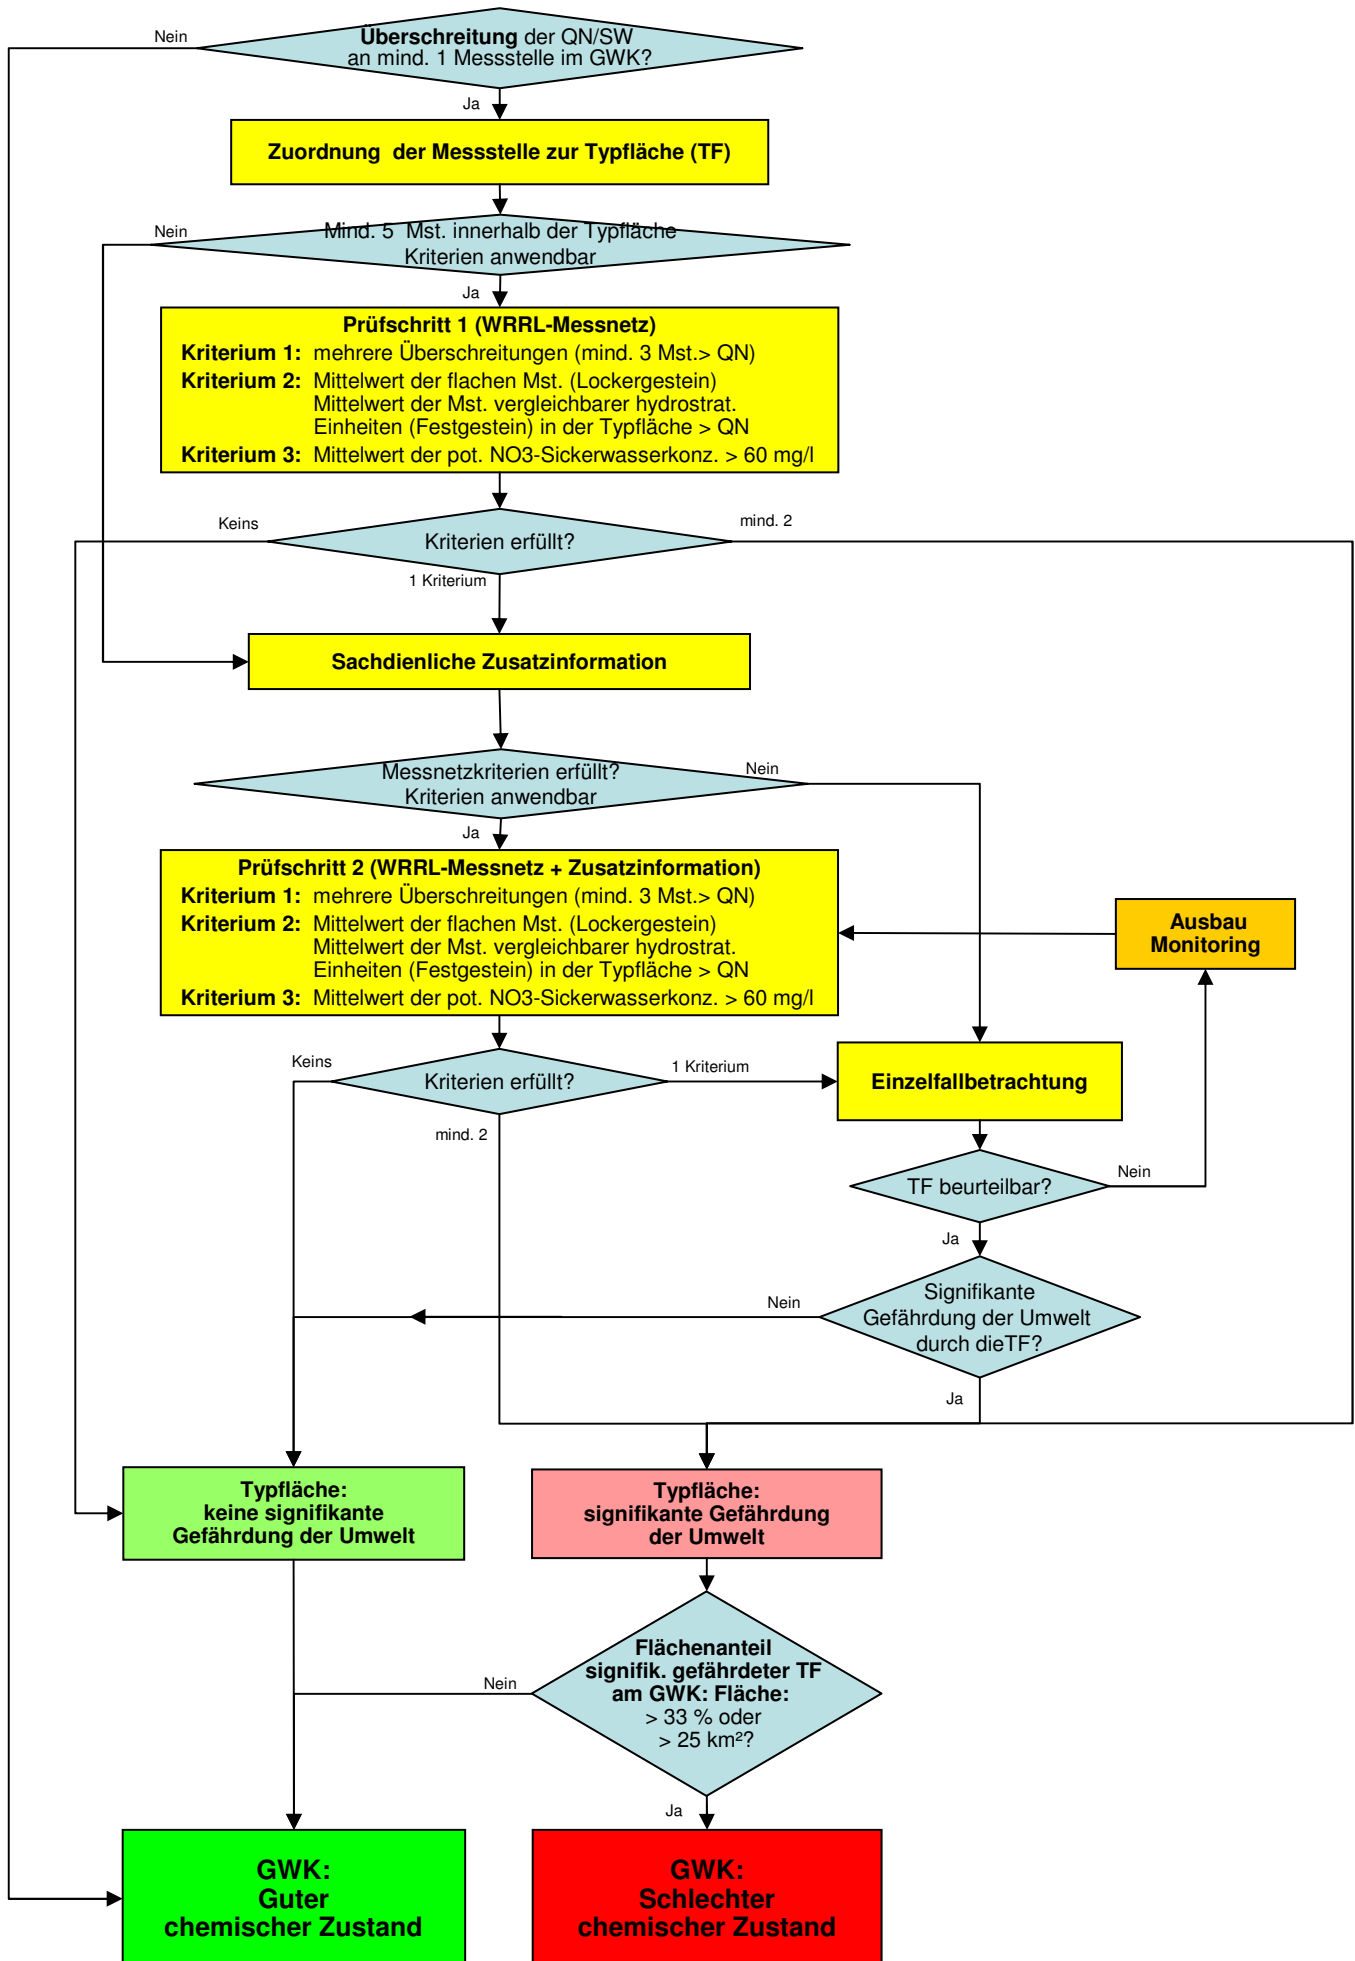 Nein
Überschreitung der QN/SW
an mind. 1 Messstelle im GWK?
Ja
Zuordnung der Messstelle zur Typfläche (TF)
Nein
Mind. 5 Mst. innerhalb der Typfläche
Kriterien anwendbar
Ja
Prüfschritt 1 (WRRL-Messnetz)
Kriterium 1: mehrere Überschreitungen (mind. 3 Mst.> QN)
Kriterium 2: Mittelwert der flachen Mst. (Lockergestein)
Mittelwert der Mst. vergleichbarer hydrostrat.
Einheiten (Festgestein) in der Typfläche > QN
Kriterium 3: Mittelwert der pot. NO3-Sickerwasserkonz. > 60 mg/l
Keins
mind. 2
Kriterien erfüllt?
1 Kriterium
Sachdienliche Zusatzinformation
Messnetzkriterien erfüllt?
Kriterien anwendbar
Nein
Ja
Prüfschritt 2 (WRRL-Messnetz + Zusatzinformation)
Kriterium 1: mehrere Überschreitungen (mind. 3 Mst.> QN)
Kriterium 2: Mittelwert der flachen Mst. (Lockergestein)
Mittelwert der Mst. vergleichbarer hydrostrat.
Einheiten (Festgestein) in der Typfläche > QN
Kriterium 3: Mittelwert der pot. NO3-Sickerwasserkonz. > 60 mg/l
Ausbau
Monitoring
Keins
Kriterien erfüllt?
1 Kriterium
Einzelfallbetrachtung
mind. 2
TF beurteilbar?
Nein
Ja
Signifikante
Gefährdung der Umwelt
durch dieTF?
Nein
Ja
Typfläche:
keine signifikante
Gefährdung der Umwelt
Typfläche:
signifikante Gefährdung
der Umwelt
Flächenanteil
signifik. gefährdeter TF
am GWK: Fläche:
> 33 % oder
> 25 km²?
Nein
Ja
GWK:
Guter
chemischer Zustand
GWK:
Schlechter
chemischer Zustand